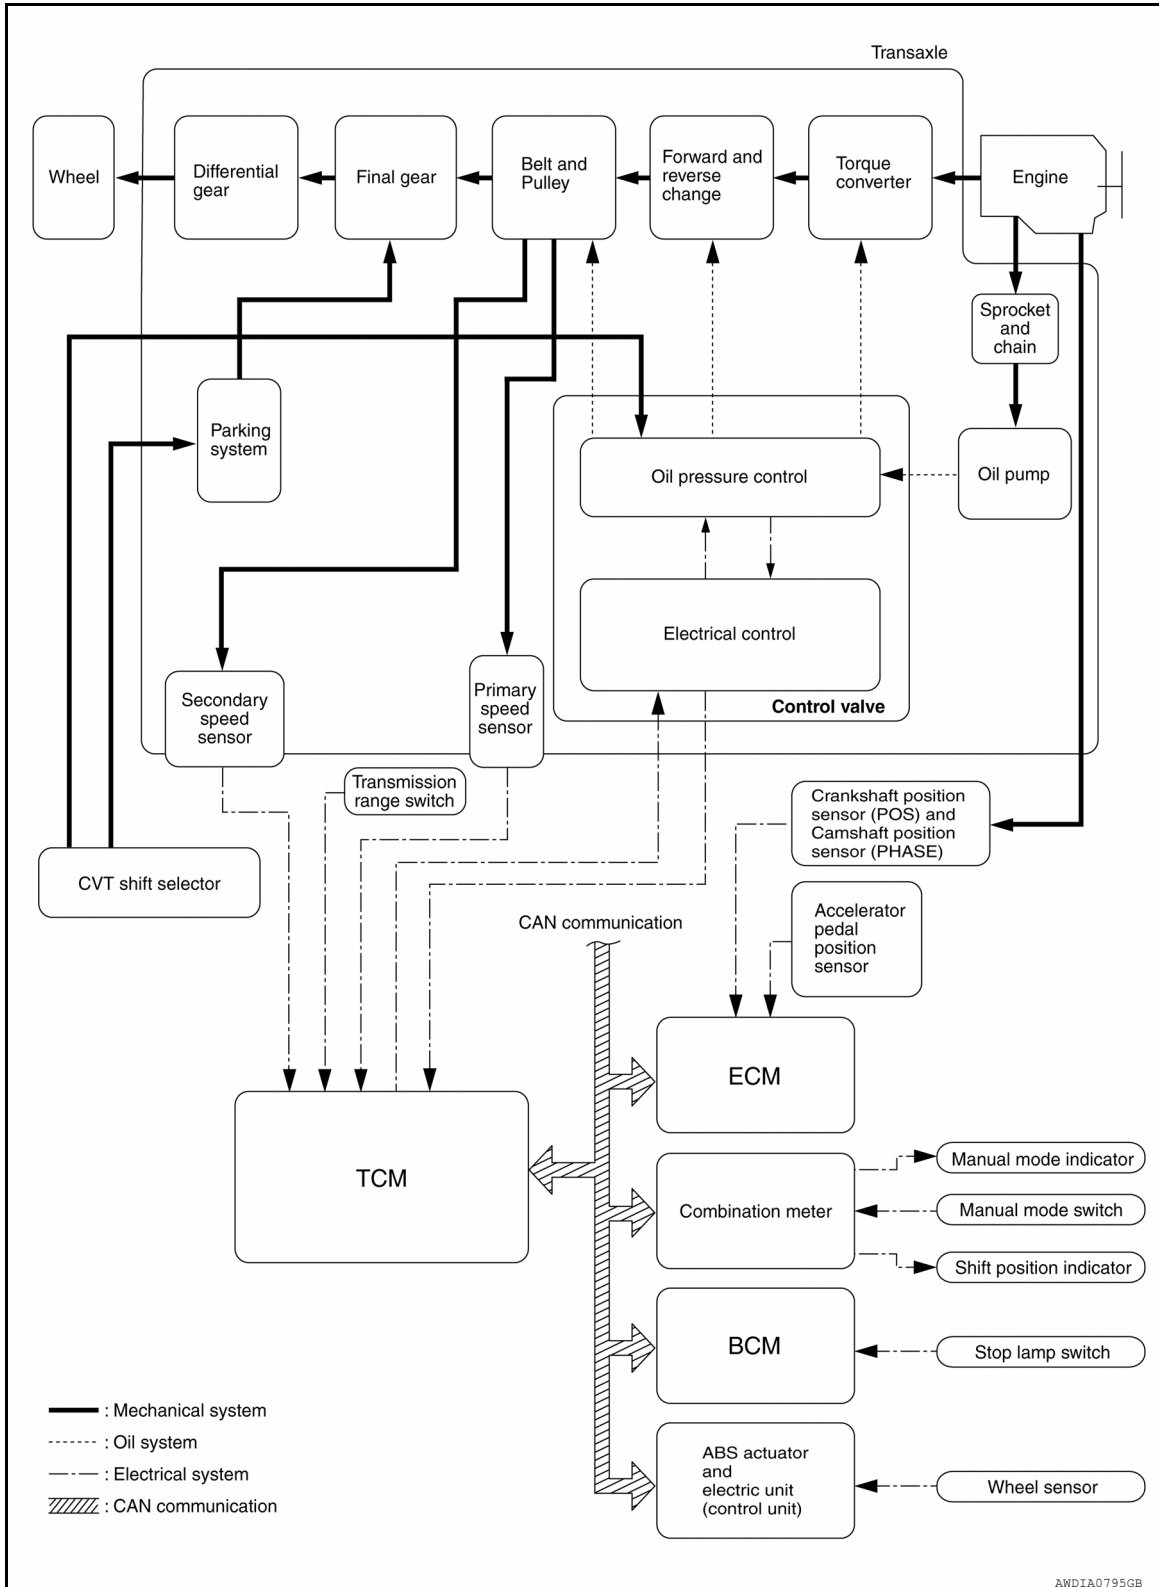 Transaxle
Wheel
Differential
gear
Final gear
Belt and
Pulley
Forward and
reverse
change
Torque
converter
Engine
Sprocket
and
chain
Parking
system
Oil pressure control
Oil pump
Electrical control
Control valve
Secondary
speed
sensor
Primary
speed
sensor
Transmission
range switch
Crankshaft position
sensor (POS) and
Camshaft position
sensor (PHASE)
CVT shift selector
CAN communication
Accelerator
pedal
position
sensor
ECM
TCM
Combination meter
Manual mode indicator
Manual mode switch
Shift position indicator
BCM
Stop lamp switch
ABS actuator
and
electric unit
(control unit)
Wheel sensor
: Mechanical system
: Oil system
: Electrical system
: CAN communication
AWDIA0795GB